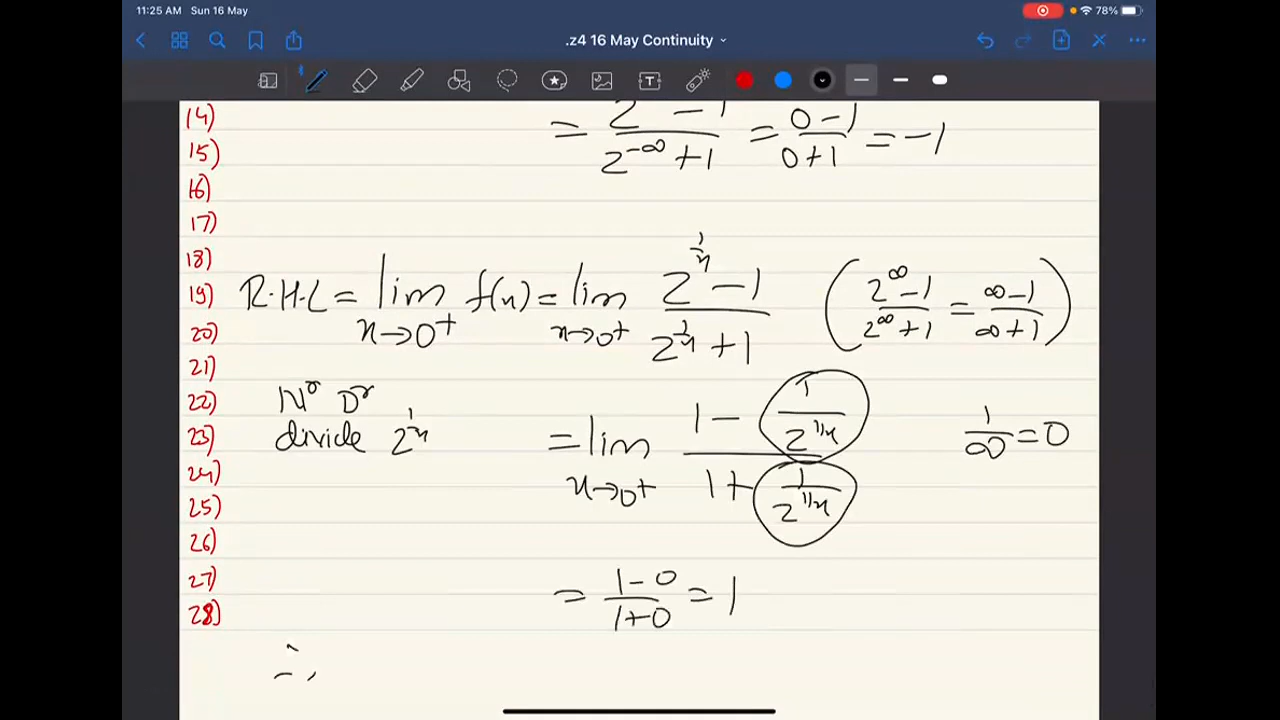 11:25 AM Sun 16 May 78%
.z4 16 May Continuity
14)
15)
= (2 - 1)/(2^-∞ + 1) = (0 - 1)/(0 + 1) = -1
16)
17)
18)
19) R.H.L = lim f(x) = lim (2^(1/x) - 1)/(2^(1/x) + 1) ((2^∞ - 1)/(2^∞ + 1) = (∞ - 1)/(∞ + 1))
20) x→0+ x→0+
21)
22) Nr Dr
23) divide 2^(1/x) = lim (1 - 1/2^(1/x))/(1 + 1/2^(1/x)) 1/∞ = 0
24) x→0+
25)
26)
27)
28) = (1 - 0)/(1 + 0) = 1
∴